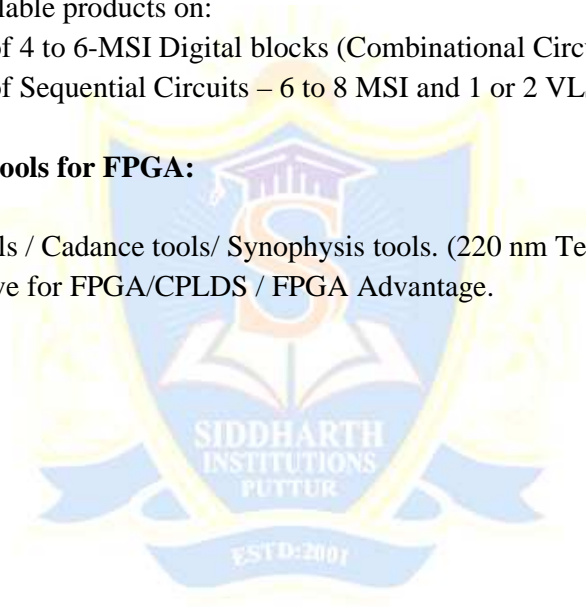 lable products on:
of 4 to 6-MSI Digital blocks (Combinational Circ
of Sequential Circuits – 6 to 8 MSI and 1 or 2 VL
ools for FPGA:
ls / Cadance tools/ Synophysis tools. (220 nm Te
ve for FPGA/CPLDS / FPGA Advantage.
S
SIDDHARTH
INSTITUTIONS
PUTTUR
ESTD:2001